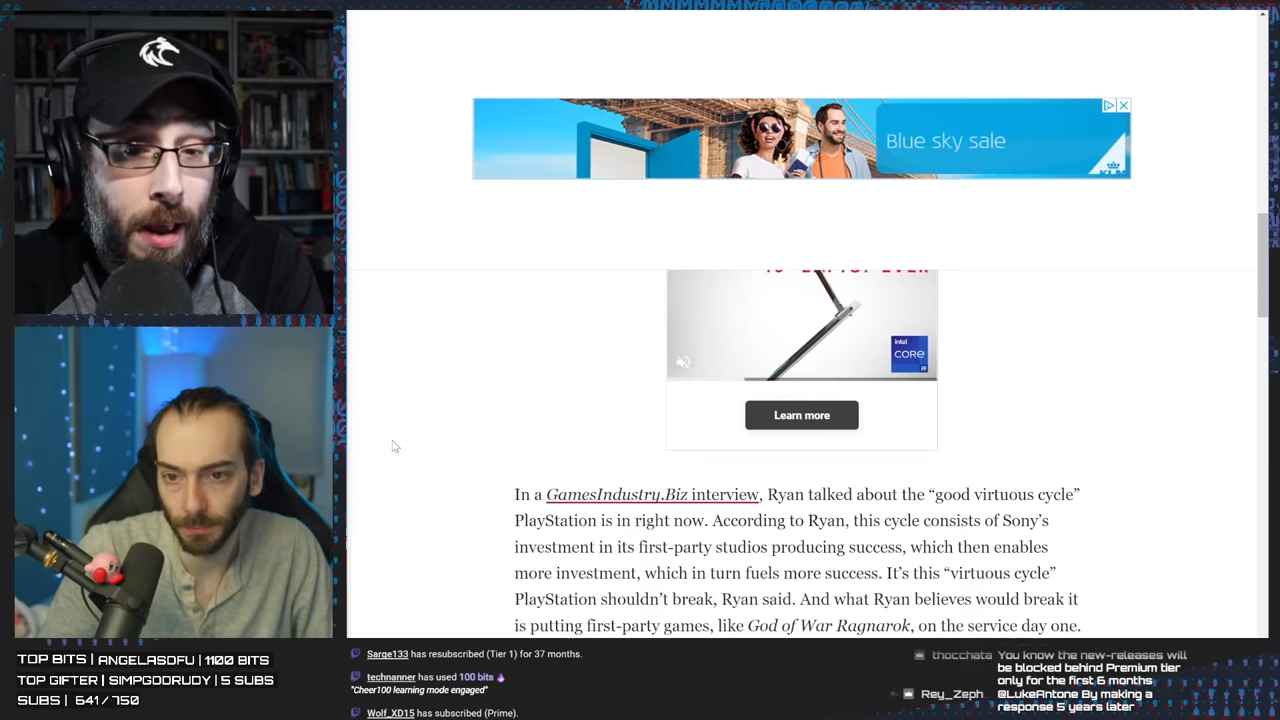 Blue sky sale
KLM
intel
CORE
i9
Learn more
In a GamesIndustry.Biz interview, Ryan talked about the “good virtuous cycle”
PlayStation is in right now. According to Ryan, this cycle consists of Sony’s
investment in its first-party studios producing success, which then enables
more investment, which in turn fuels more success. It’s this “virtuous cycle”
PlayStation shouldn’t break, Ryan said. And what Ryan believes would break it
is putting first-party games, like God of War Ragnarok, on the service day one.
TOP BITS | ANGELASDFU | 1100 BITS
TOP GIFTER | SIMPGODRUDY | 5 SUBS
SUBS | 641 / 750
Sarge133 has resubscribed (Tier 1) for 37 months.
technanner has used 100 bits
"Cheer100 learning mode engaged"
Wolf_XD15 has subscribed (Prime).
thocchata You know the new-releases will
be blocked behind Premium tier
only for the first 6 months
Rey_Zeph @LukeAntone By making a
response 5 years later